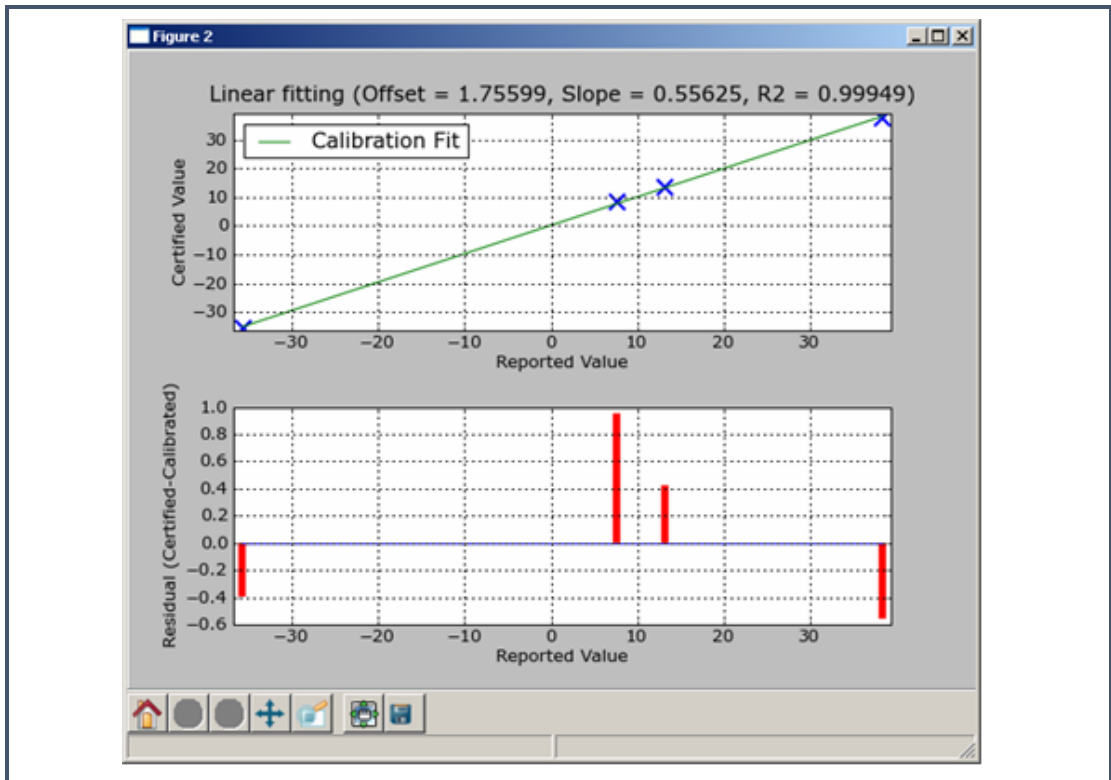 Figure 2
Linear fitting (Offset = 1.75599, Slope = 0.55625, R2 = 0.99949)
Calibration Fit
30
20
10
0
−10
−20
−30
Certified Value
−30 −20 −10 0 10 20 30
Reported Value
1.0
0.8
0.6
0.4
0.2
0.0
−0.2
−0.4
−0.6
Residual (Certified-Calibrated)
−30 −20 −10 0 10 20 30
Reported Value